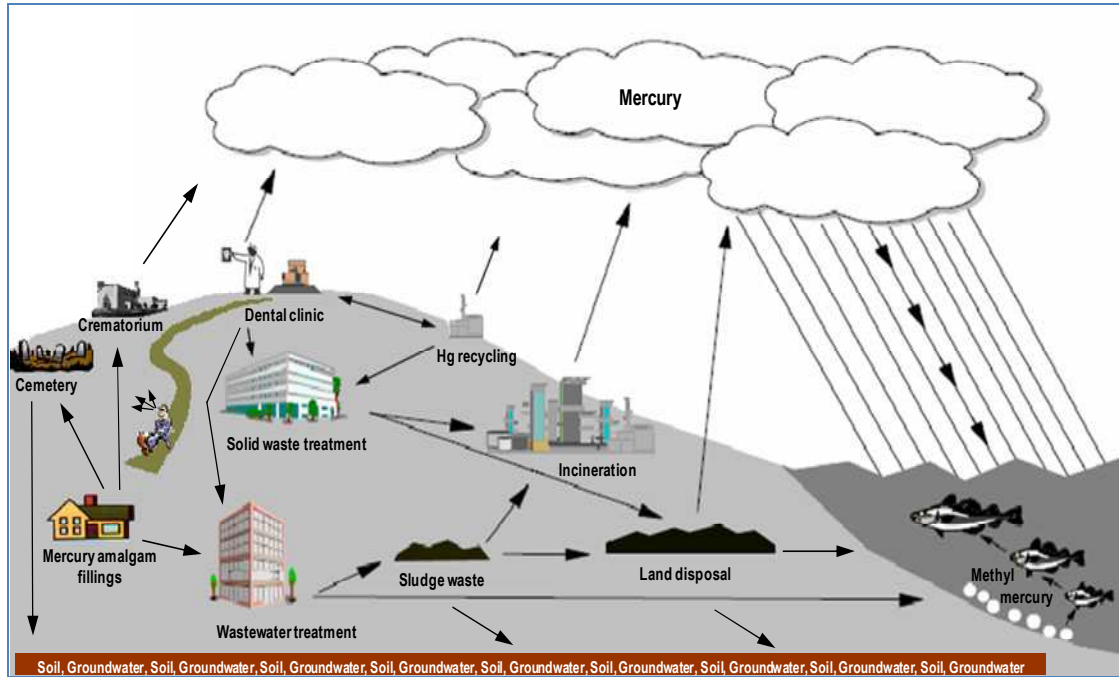 Mercury
Crematorium
Dental clinic
Hg recycling
Cemetery
Solid waste treatment
Incineration
Mercury amalgam
fillings
Sludge waste
Land disposal
Methyl
mercury
Wastewater treatment
Soil, Groundwater, Soil, Groundwater, Soil, Groundwater, Soil, Groundwater, Soil, Groundwater, Soil, Groundwater, Soil, Groundwater, Soil, Groundwater, Soil, Groundwater